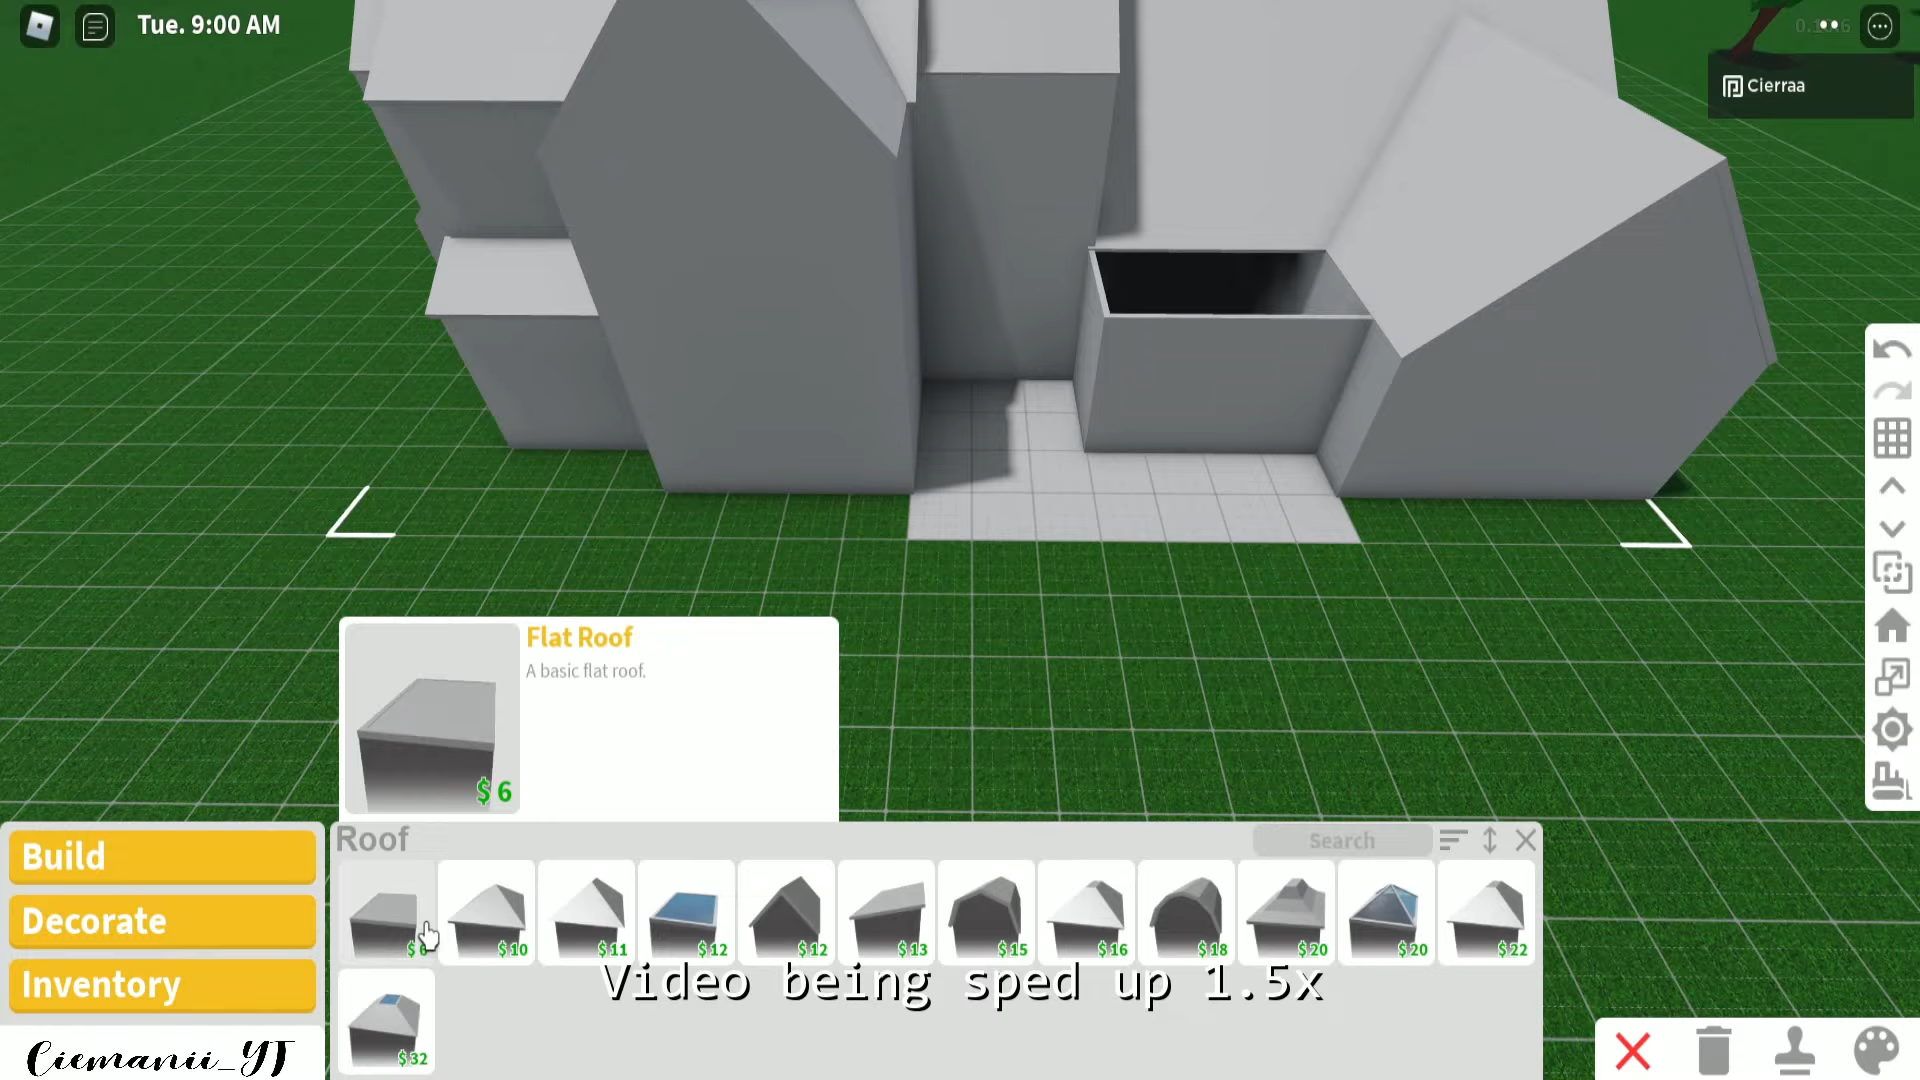 Tue. 9:00 AM
Cierraa
Flat Roof
A basic flat roof.
$ 6
Build
Decorate
Inventory
Roof
Search
$10
$11
$12
$12
$13
$15
$16
$18
$20
$20
$22
$32
Video being sped up 1.5x
Ciemanii_YT